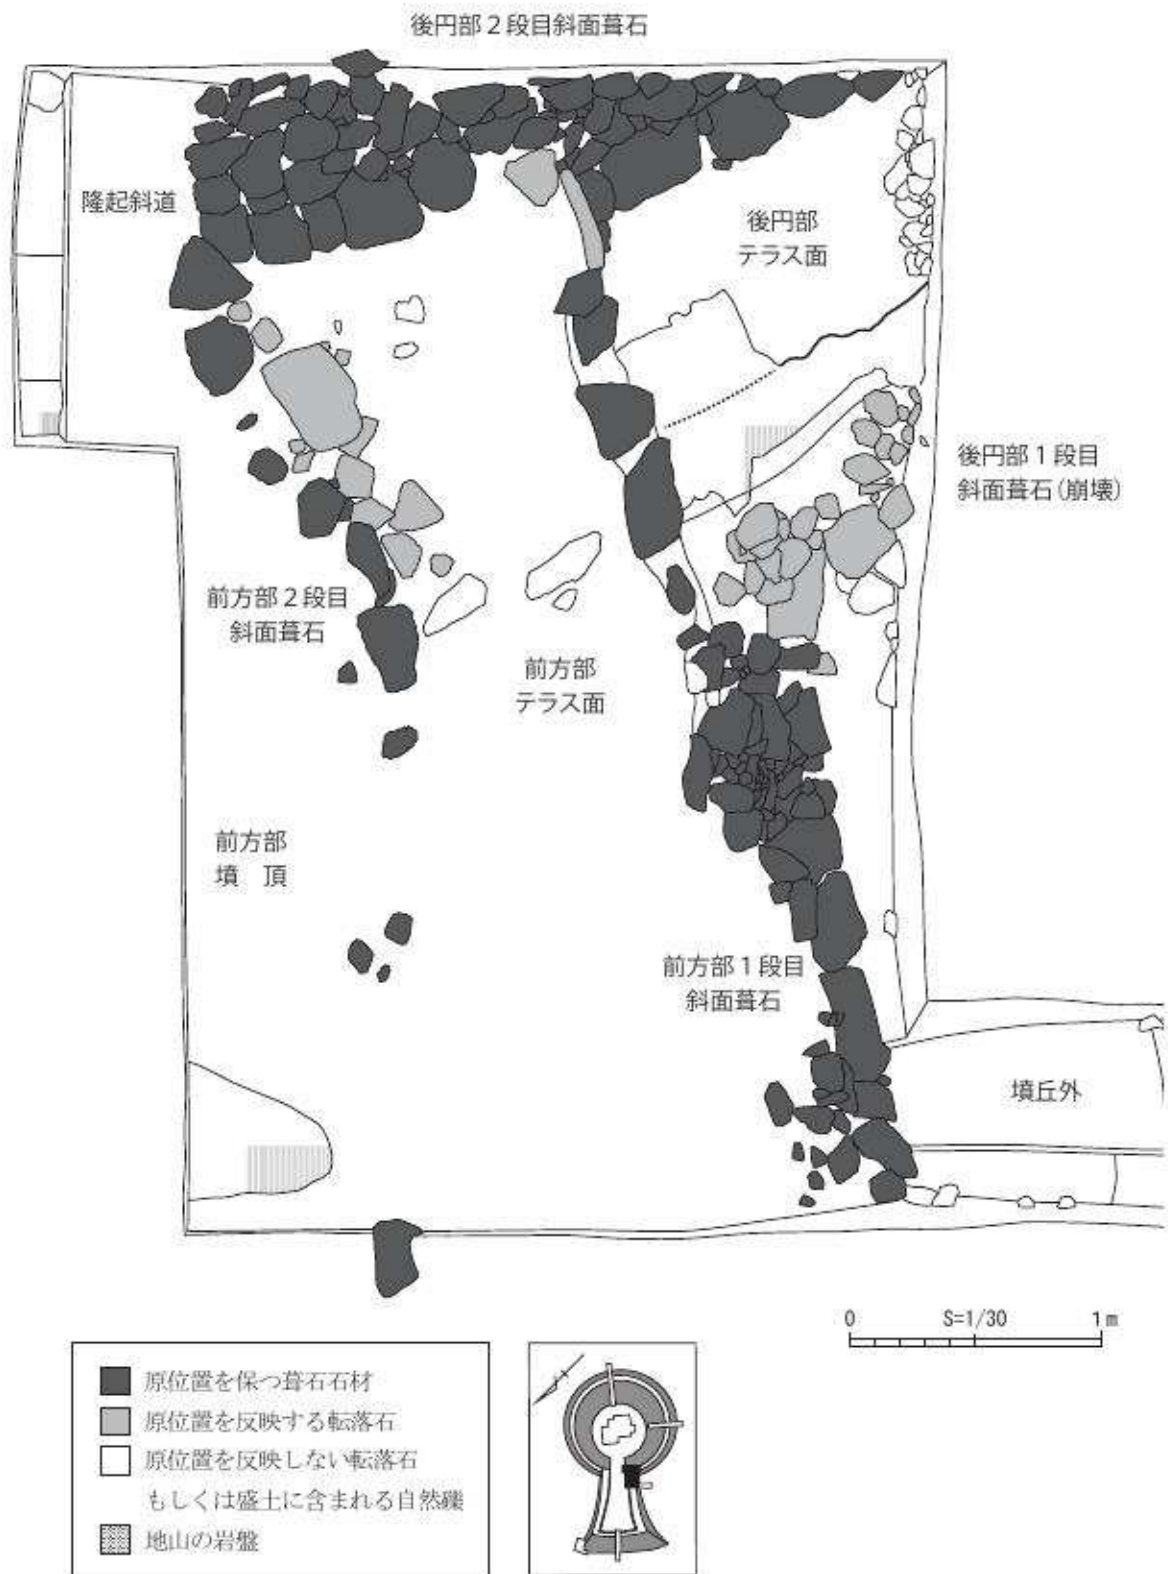 後円部2段目斜面葺石
隆起斜道
後円部
テラス面
後円部1段目
斜面葺石(崩壊)
前方部2段目
斜面葺石
前方部
テラス面
前方部
墳 頂
前方部1段目
斜面葺石
墳丘外
0 S=1/30 1m
原位置を保つ葺石石材
原位置を反映する転落石
原位置を反映しない転落石
もしくは盛土に含まれる自然礫
地山の岩盤